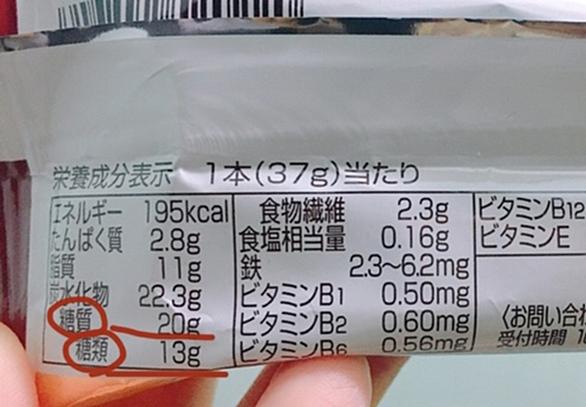 栄養成分表示 1本(37g)当たり
エネルギー 195kcal
たんぱく質 2.8g
脂質 11g
炭水化物 22.3g
糖質 20g
糖類 13g
食物繊維 2.3g
食塩相当量 0.16g
鉄 2.3~6.2mg
ビタミンB1 0.50mg
ビタミンB2 0.60mg
ビタミンB6 0.56mg
ビタミンB12
ビタミンE
〈お問い合わ
受付時間